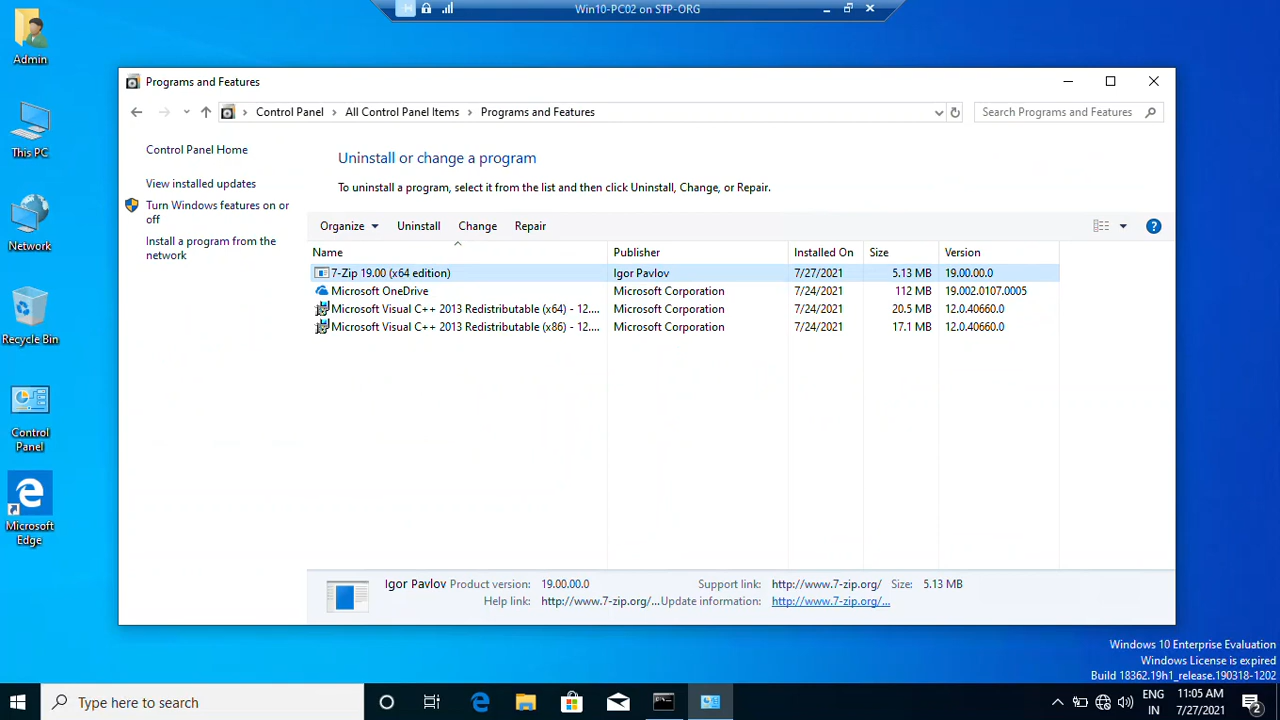 Win10-PC02 on STP-ORG
Admin
This PC
Network
Recycle Bin
Control
Panel
Microsoft
Edge
Programs and Features
Control Panel
All Control Panel Items
Programs and Features
Search Programs and Features
Control Panel Home
View installed updates
Turn Windows features on or
off
Install a program from the
network
Uninstall or change a program
To uninstall a program, select it from the list and then click Uninstall, Change, or Repair.
Organize Uninstall Change Repair
Name Publisher Installed On Size Version
7-Zip 19.00 (x64 edition) Igor Pavlov 7/27/2021 5.13 MB 19.00.00.0
Microsoft OneDrive Microsoft Corporation 7/24/2021 112 MB 19.002.0107.0005
Microsoft Visual C++ 2013 Redistributable (x64) - 12.... Microsoft Corporation 7/24/2021 20.5 MB 12.0.40660.0
Microsoft Visual C++ 2013 Redistributable (x86) - 12.... Microsoft Corporation 7/24/2021 17.1 MB 12.0.40660.0
Igor Pavlov Product version: 19.00.00.0 Support link: http://www.7-zip.org/ Size: 5.13 MB
Help link: http://www.7-zip.org/... Update information: http://www.7-zip.org/...
Windows 10 Enterprise Evaluation
Windows License is expired
Build 18362.19h1_release.190318-1202
Type here to search
ENG
IN
11:05 AM
7/27/2021
2